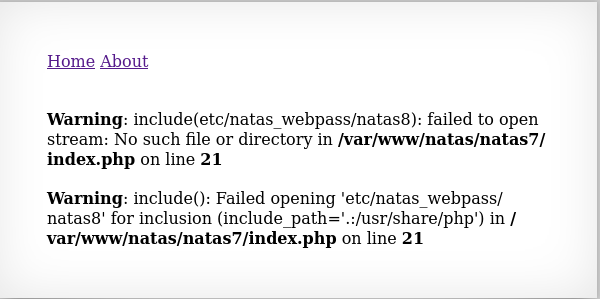 Home About
Warning: include(etc/natas_webpass/natas8): failed to open
stream: No such file or directory in /var/www/natas/natas7/
index.php on line 21
Warning: include(): Failed opening 'etc/natas_webpass/
natas8' for inclusion (include_path='.:/usr/share/php') in /
var/www/natas/natas7/index.php on line 21